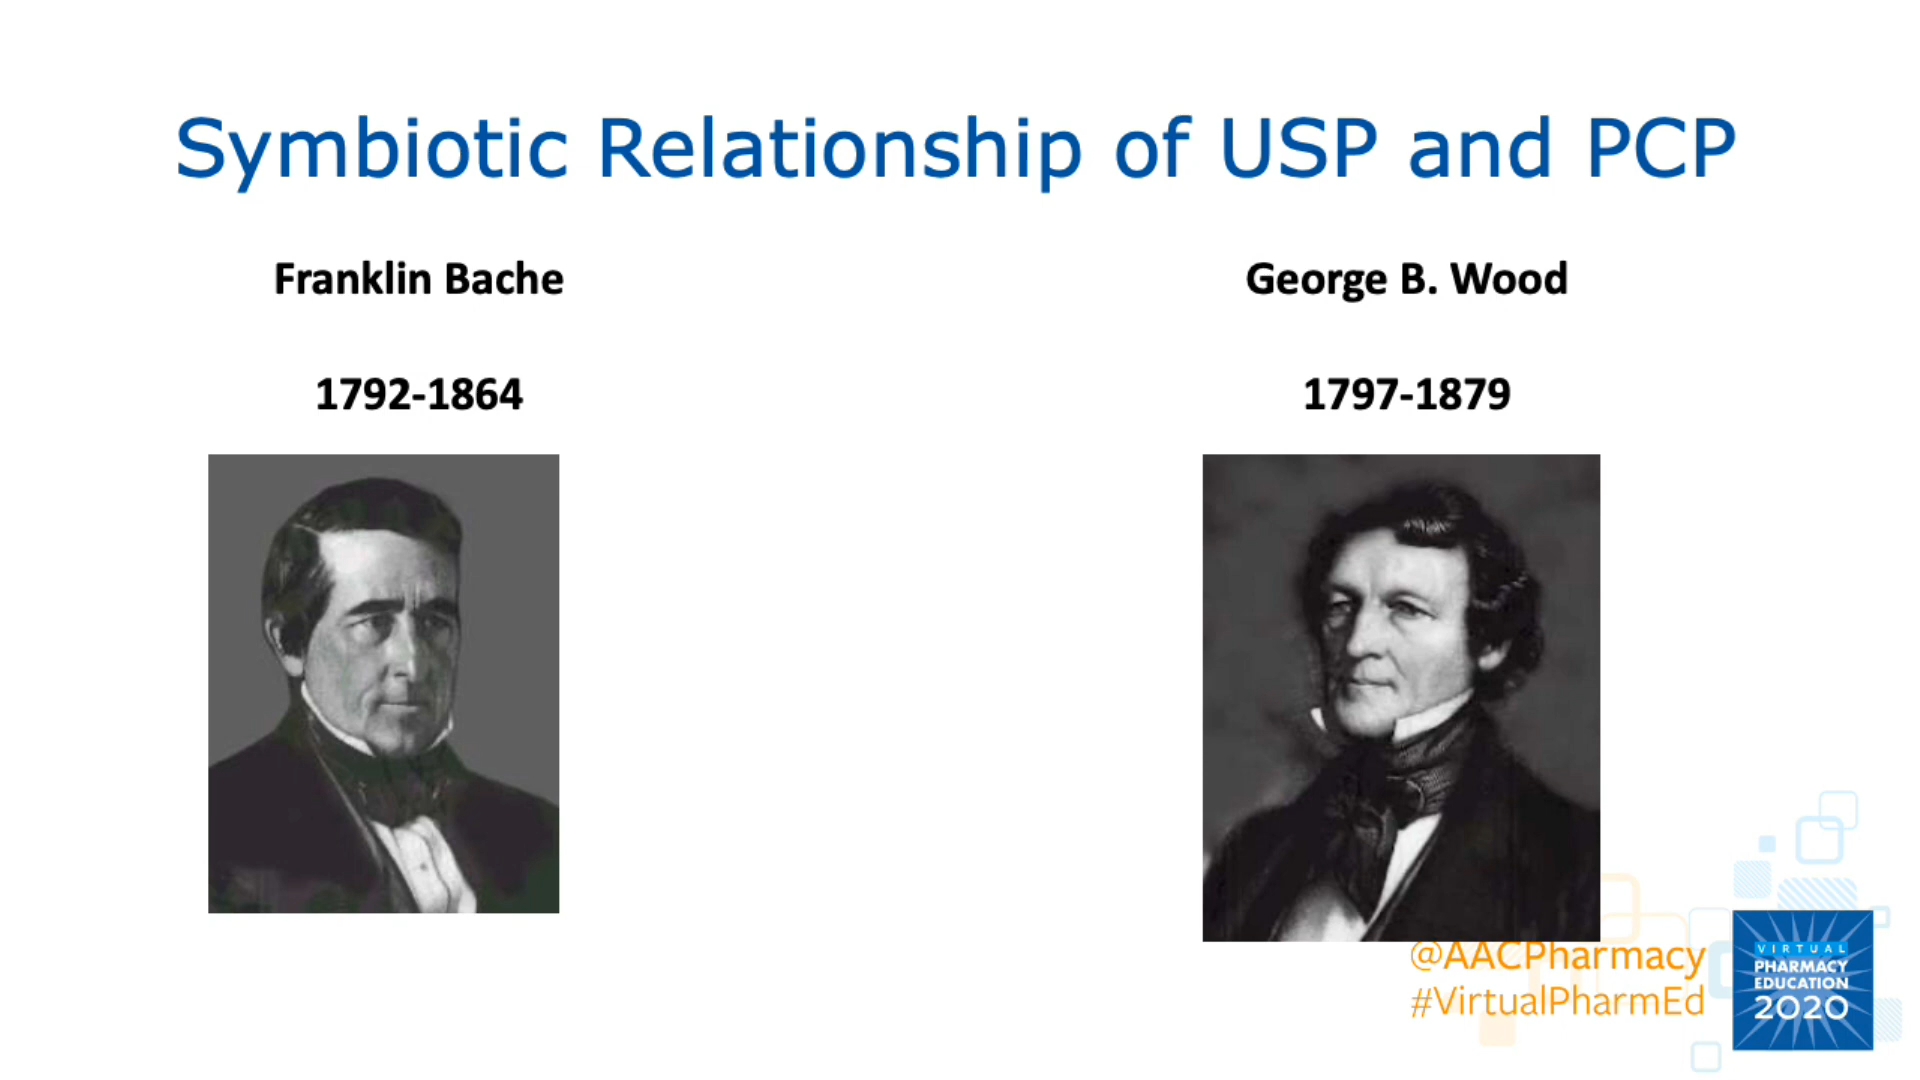 Symbiotic Relationship of USP and PCP
Franklin Bache
1792-1864
George B. Wood
1797-1879
@AACPharmacy
#VirtualPharmEd
VIRTUAL
PHARMACY
EDUCATION
2020